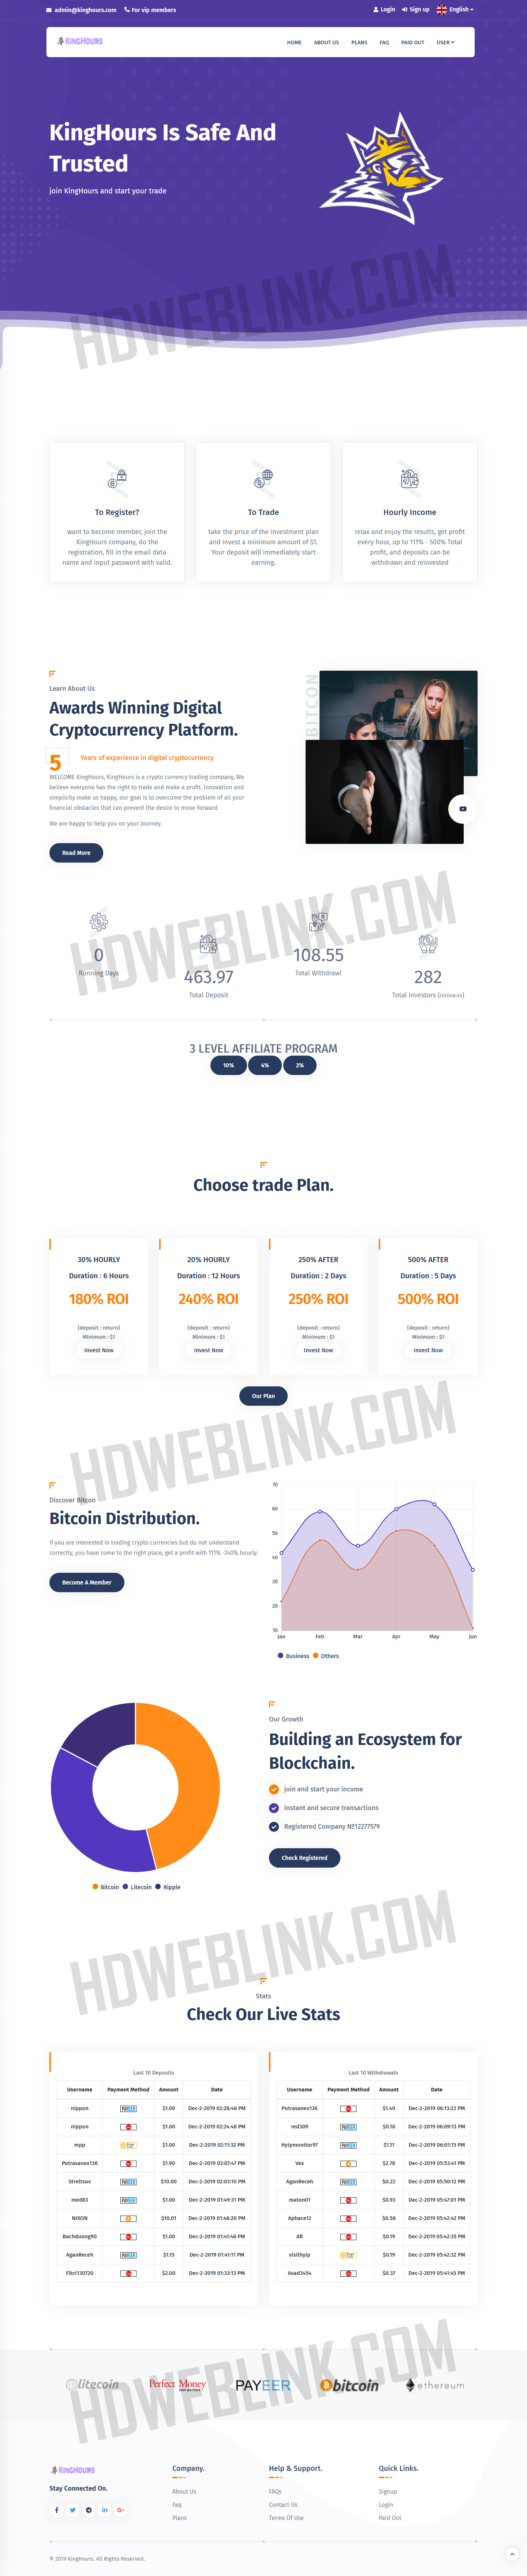 admin@kinghours.com For vip members Login Sign up English
KingHours HOME ABOUT US PLANS FAQ PAID OUT USER
KingHours Is Safe And
Trusted
join KingHours and start your trade
HDWEBLINK.COM
To Register?
want to become member, join the
KingHours company, do the
registration, fill in the email data
name and input password with valid.
To Trade
take the price of the investment plan
and invest a minimum amount of $1.
Your deposit will immediately start
earning.
Hourly Income
relax and enjoy the results, get profit
every hour, up to 111% - 500% Total
profit, and deposits can be
withdrawn and reinvested
Learn About Us
Awards Winning Digital
Cryptocurrency Platform.
5 Years of experience in digital cryptocurrency
WELCOME KingHours, KingHours is a crypto currency trading company, We
believe everyone has the right to trade and make a profit. Innovation and
simplicity make us happy, our goal is to overcome the problem of all your
financial obstacles that can prevent the desire to move forward.
We are happy to help you on your journey.
Read More
BITCOIN
HDWEBLINK.COM
0
Running Days
463.97
Total Deposit
108.55
Total Withdrawl
282
Total Investors (Online:45)
3 LEVEL AFFILIATE PROGRAM
10% 4% 2%
Choose trade Plan.
30% HOURLY
Duration : 6 Hours
180% ROI
(deposit : return)
Minimum : $1
Invest Now
20% HOURLY
Duration : 12 Hours
240% ROI
(deposit : return)
Minimum : $1
Invest Now
250% AFTER
Duration : 2 Days
250% ROI
(deposit : return)
Minimum : $1
Invest Now
500% AFTER
Duration : 5 Days
500% ROI
(deposit : return)
Minimum : $1
Invest Now
Our Plan
HDWEBLINK.COM
Discover Bitcon
Bitcoin Distribution.
If you are interested in trading crypto currencies but do not understand
correctly, you have come to the right place, get a profit with 111% -240% hourly.
Become A Member
70
60
50
40
30
20
10
Jan Feb Mar Apr May Jun
Business Others
Bitcoin Litecoin Ripple
Our Growth
Building an Ecosystem for
Blockchain.
join and start your income
Instant and secure transactions
Registered Company №12277579
Check Registered
HDWEBLINK.COM
Stats
Check Our Live Stats
Last 10 Deposits
Username Payment Method Amount Date
nippon PAYEER $1.00 Dec-2-2019 02:28:46 PM
nippon $1.00 Dec-2-2019 02:24:48 PM
mpp $1.00 Dec-2-2019 02:11:32 PM
Putrasanex136 $1.90 Dec-2-2019 02:07:47 PM
Streltsov PAYEER $10.00 Dec-2-2019 02:03:10 PM
med83 PAYEER $1.00 Dec-2-2019 01:49:31 PM
NIXON $10.01 Dec-2-2019 01:46:20 PM
Bachduong90 $1.00 Dec-2-2019 01:41:46 PM
AganReceh PAYEER $1.15 Dec-2-2019 01:41:11 PM
Fikri130720 $2.00 Dec-2-2019 01:33:13 PM
Last 10 Withdrawals
Username Payment Method Amount Date
Putrasanex136 $1.40 Dec-2-2019 06:13:22 PM
red309 PAYEER $0.18 Dec-2-2019 06:09:13 PM
Hyipmonitor97 PAYEER $1.11 Dec-2-2019 06:01:15 PM
Vex $2.78 Dec-2-2019 05:53:41 PM
AganReceh PAYEER $0.22 Dec-2-2019 05:50:12 PM
maton01 $0.93 Dec-2-2019 05:47:01 PM
Aphace12 $0.56 Dec-2-2019 05:42:42 PM
Afi $0.19 Dec-2-2019 05:42:35 PM
visithyip $0.19 Dec-2-2019 05:42:32 PM
Asad3454 $0.37 Dec-2-2019 05:41:45 PM
HDWEBLINK.COM
litecoin Perfect Money PAYEER bitcoin ethereum
KingHours
Stay Connected On.
Company.
About Us
Faq
Plans
Help & Support.
FAQs
Contact Us
Terms Of Use
Quick Links.
Signup
Login
Paid Out
© 2019 KingHours. All Rights Reserved.